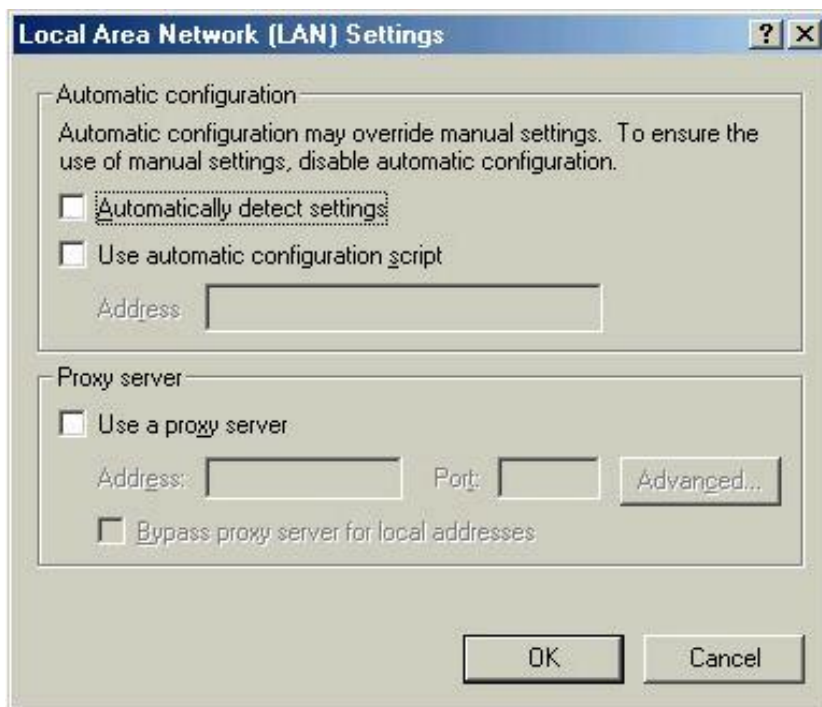 Local Area Network (LAN) Settings
Automatic configuration
Automatic configuration may override manual settings. To ensure the
use of manual settings, disable automatic configuration.
Automatically detect settings
Use automatic configuration script
Address
Proxy server
Use a proxy server
Address: Port: Advanced...
Bypass proxy server for local addresses
OK Cancel